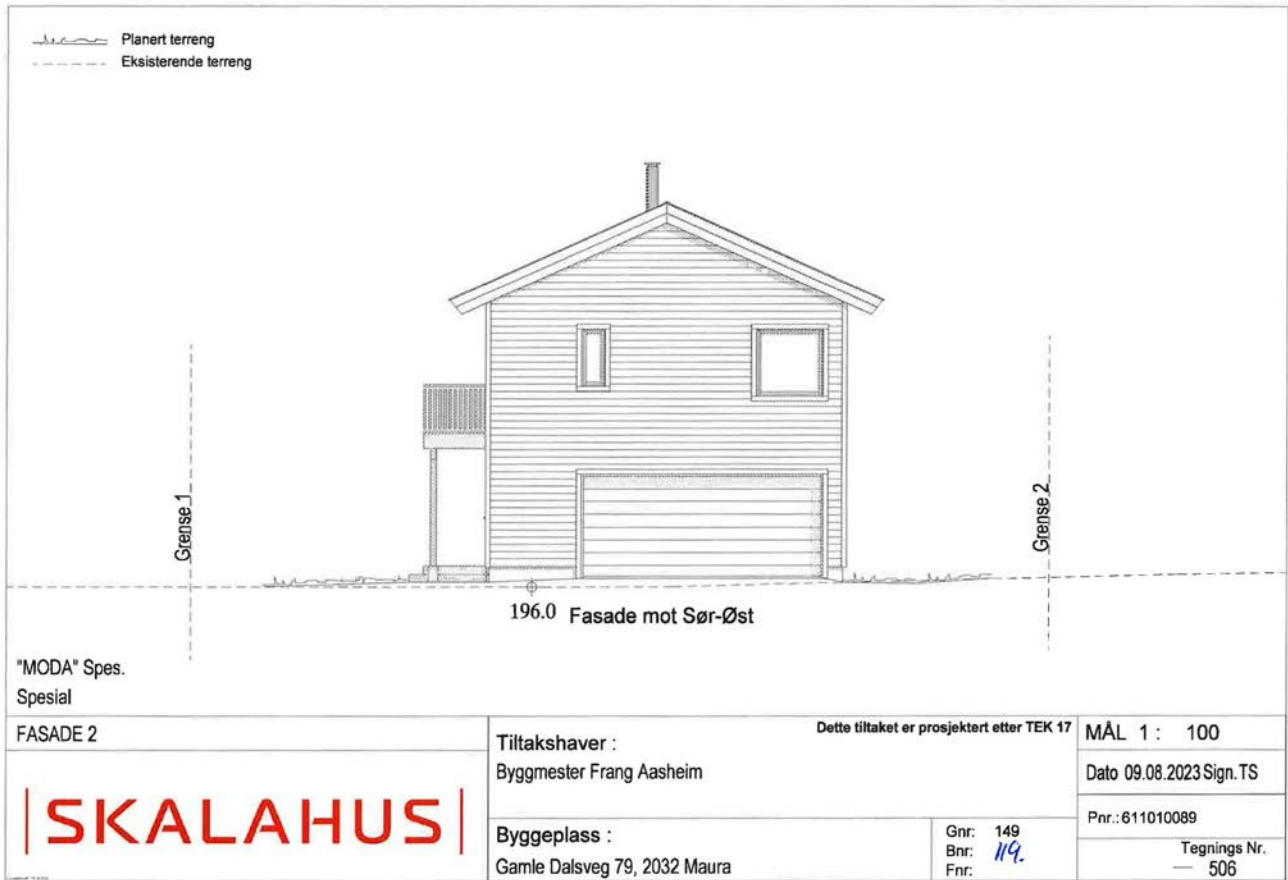 Planert terreng
Eksisterende terreng
Grense 1
Grense 2
196.0 Fasade mot Sør-Øst
"MODA" Spes.
Spesial
FASADE 2
SKALAHUS
Dette tiltaket er prosjektert etter TEK 17
Tiltakshaver :
Byggmester Frang Aasheim
Byggeplass :
Gamle Dalsveg 79, 2032 Maura
Gnr: 149
Bnr: 119.
Fnr:
MÅL 1 : 100
Dato 09.08.2023 Sign. TS
Pnr.: 611010089
Tegnings Nr.
— 506